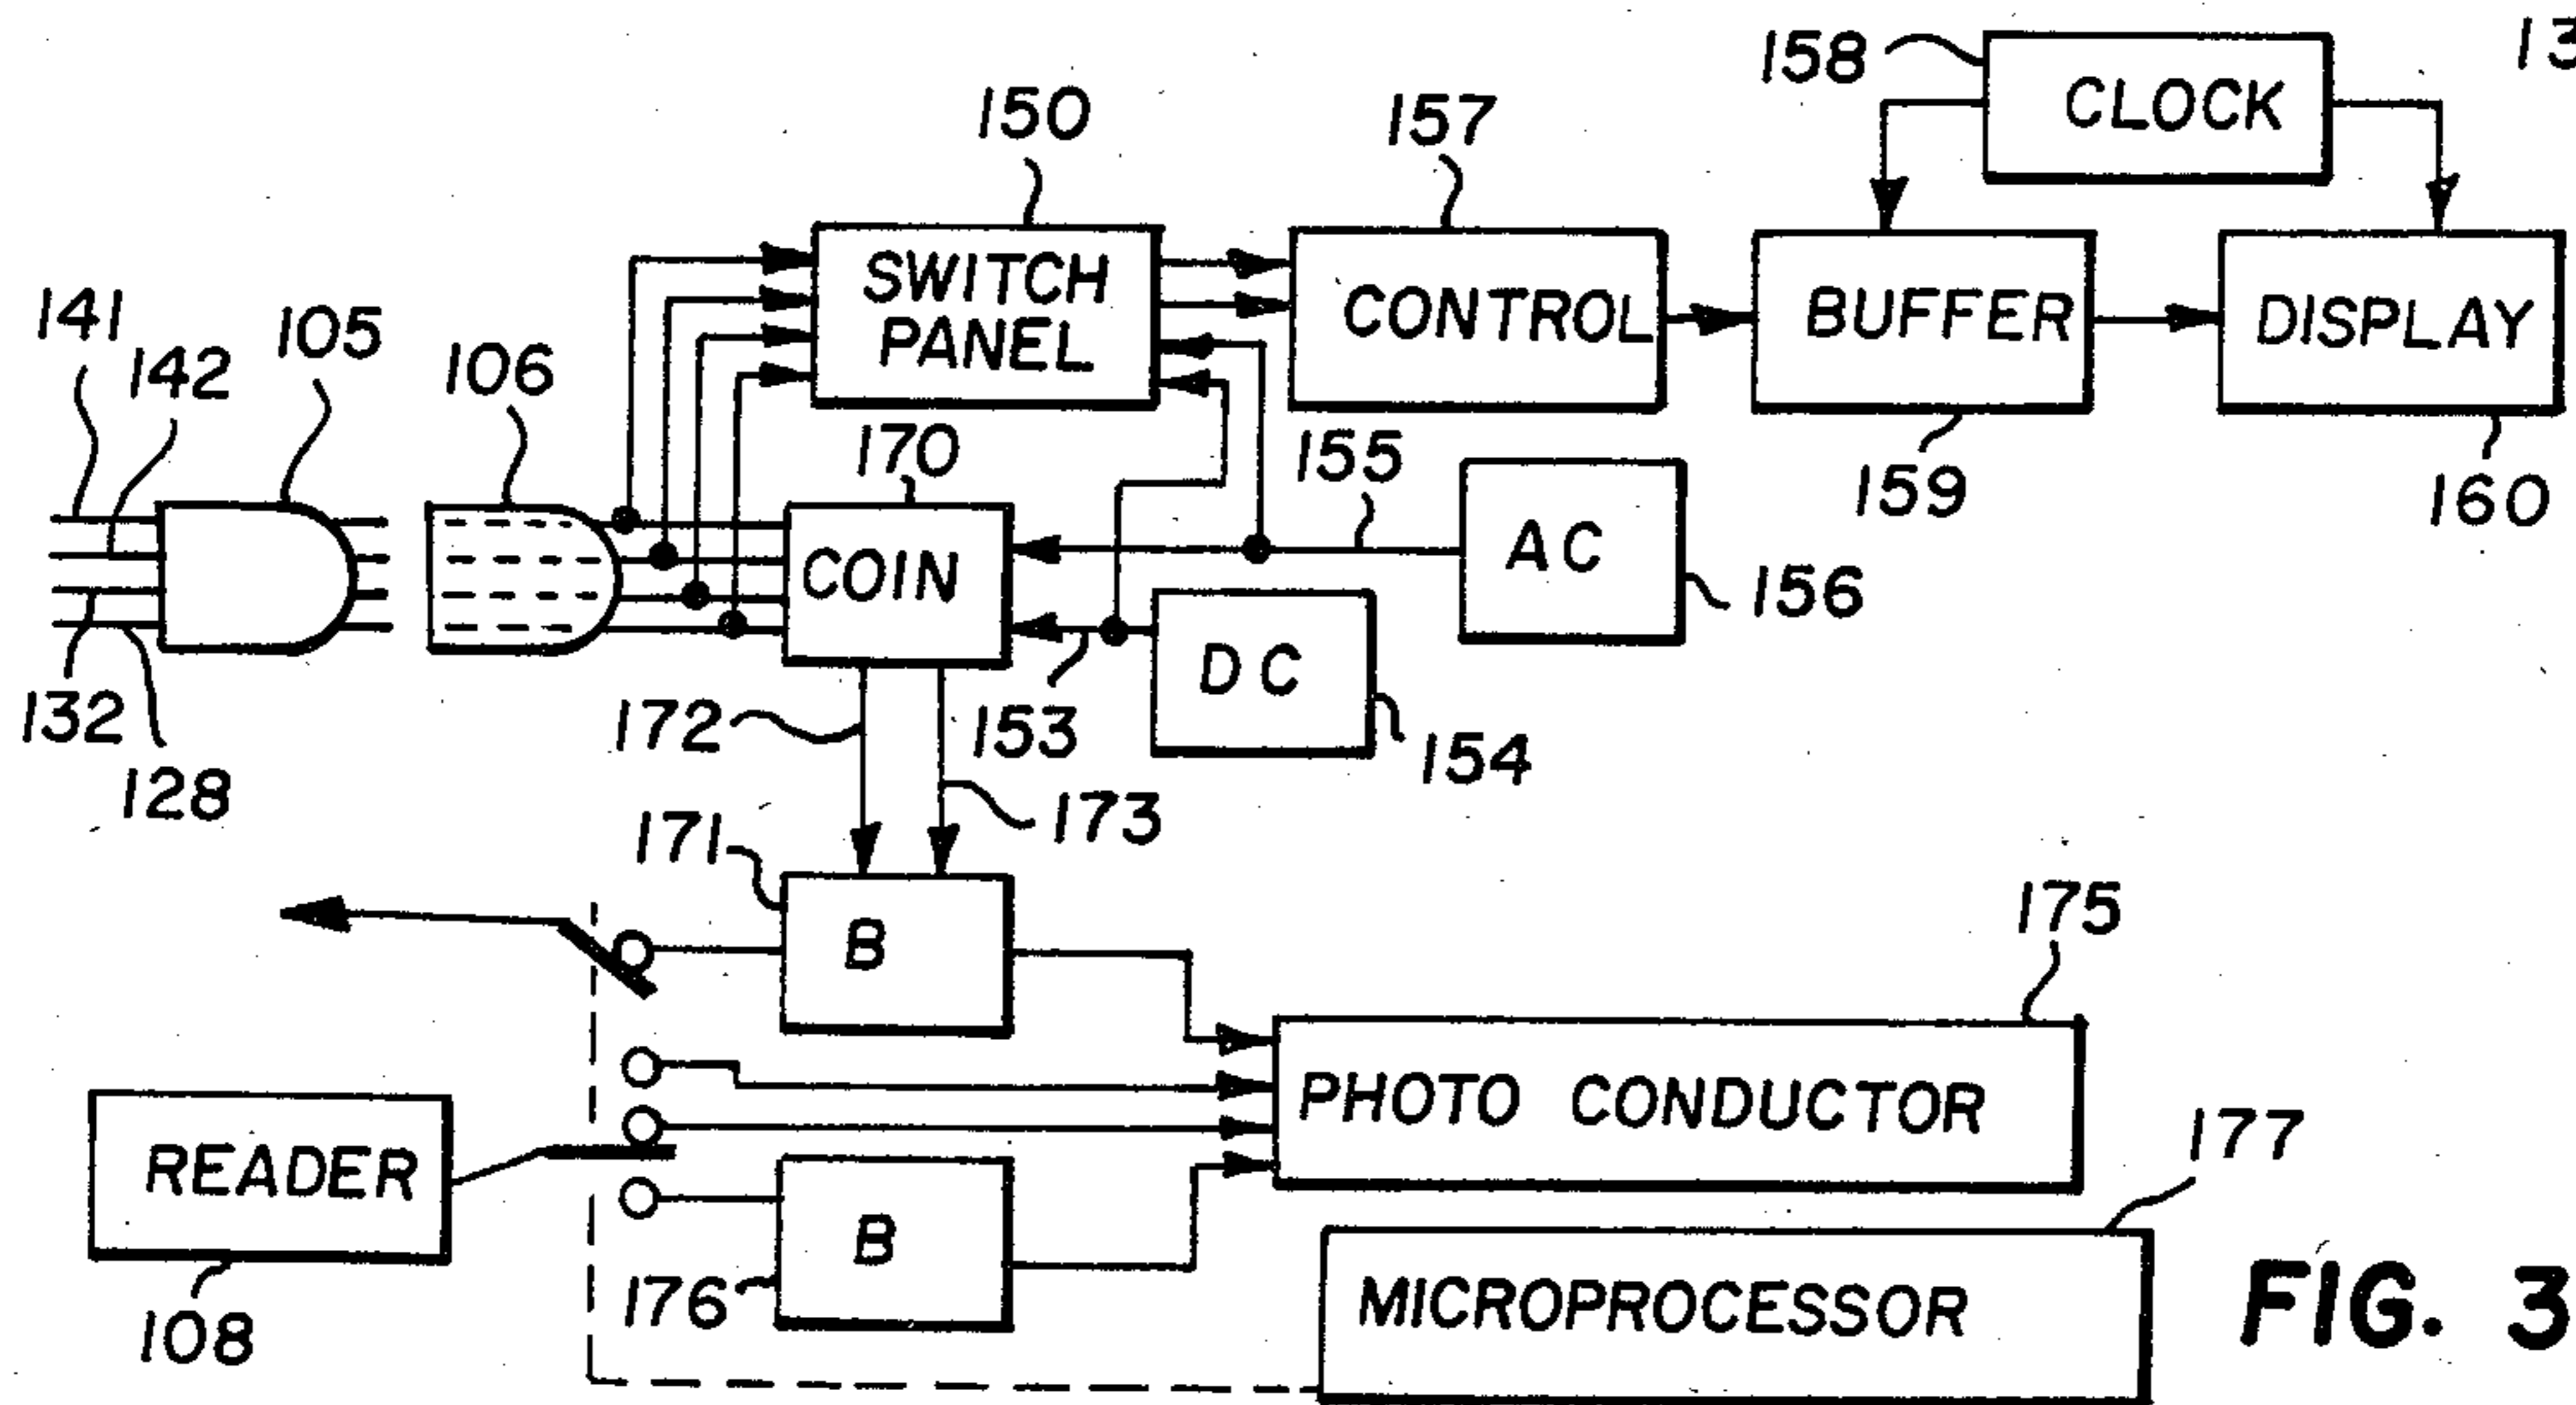 158
CLOCK
13
150
157
141
142
105
106
SWITCH
PANEL
CONTROL
BUFFER
DISPLAY
170
155
159
160
COIN
AC
156
DC
132
128
172
153
154
173
171
B
175
READER
PHOTO CONDUCTOR
177
B
176
108
MICROPROCESSOR
FIG. 3